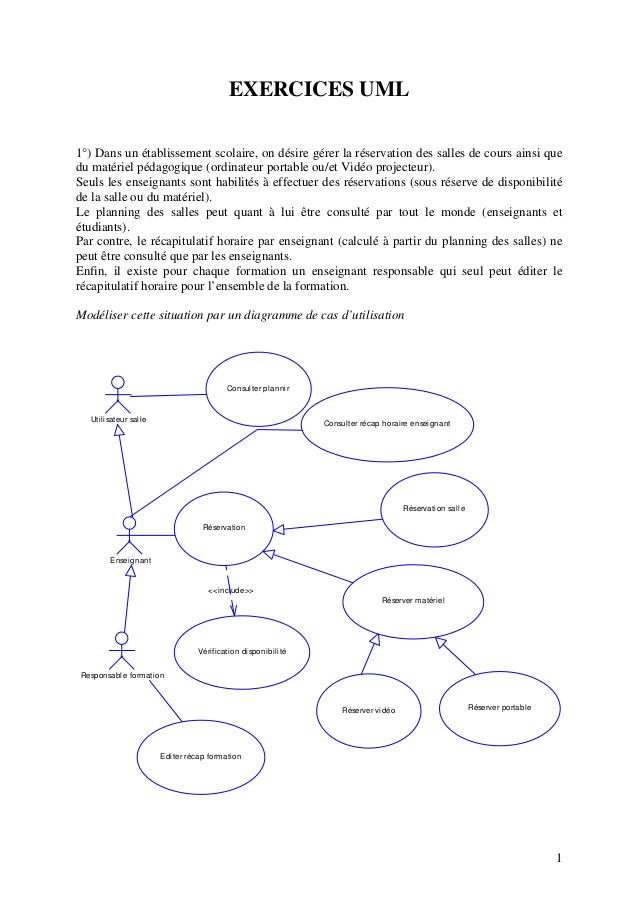 EXERCICES UML
1°) Dans un établissement scolaire, on désire gérer la réservation des salles de cours ainsi que
du matériel pédagogique (ordinateur portable ou/et Vidéo projecteur).
Seuls les enseignants sont habilités à effectuer des réservations (sous réserve de disponibilité
de la salle ou du matériel).
Le planning des salles peut quant à lui être consulté par tout le monde (enseignants et
étudiants).
Par contre, le récapitulatif horaire par enseignant (calculé à partir du planning des salles) ne
peut être consulté que par les enseignants.
Enfin, il existe pour chaque formation un enseignant responsable qui seul peut éditer le
récapitulatif horaire pour l'ensemble de la formation.
Modéliser cette situation par un diagramme de cas d'utilisation
Consulter plannir
Utilisateur salle
Consulter récap horaire enseignant
Réservation salle
Réservation
Enseignant
<<include>>
Réserver matériel
Vérification disponibilité
Responsable formation
Réserver vidéo
Réserver portable
Editer récap formation
1